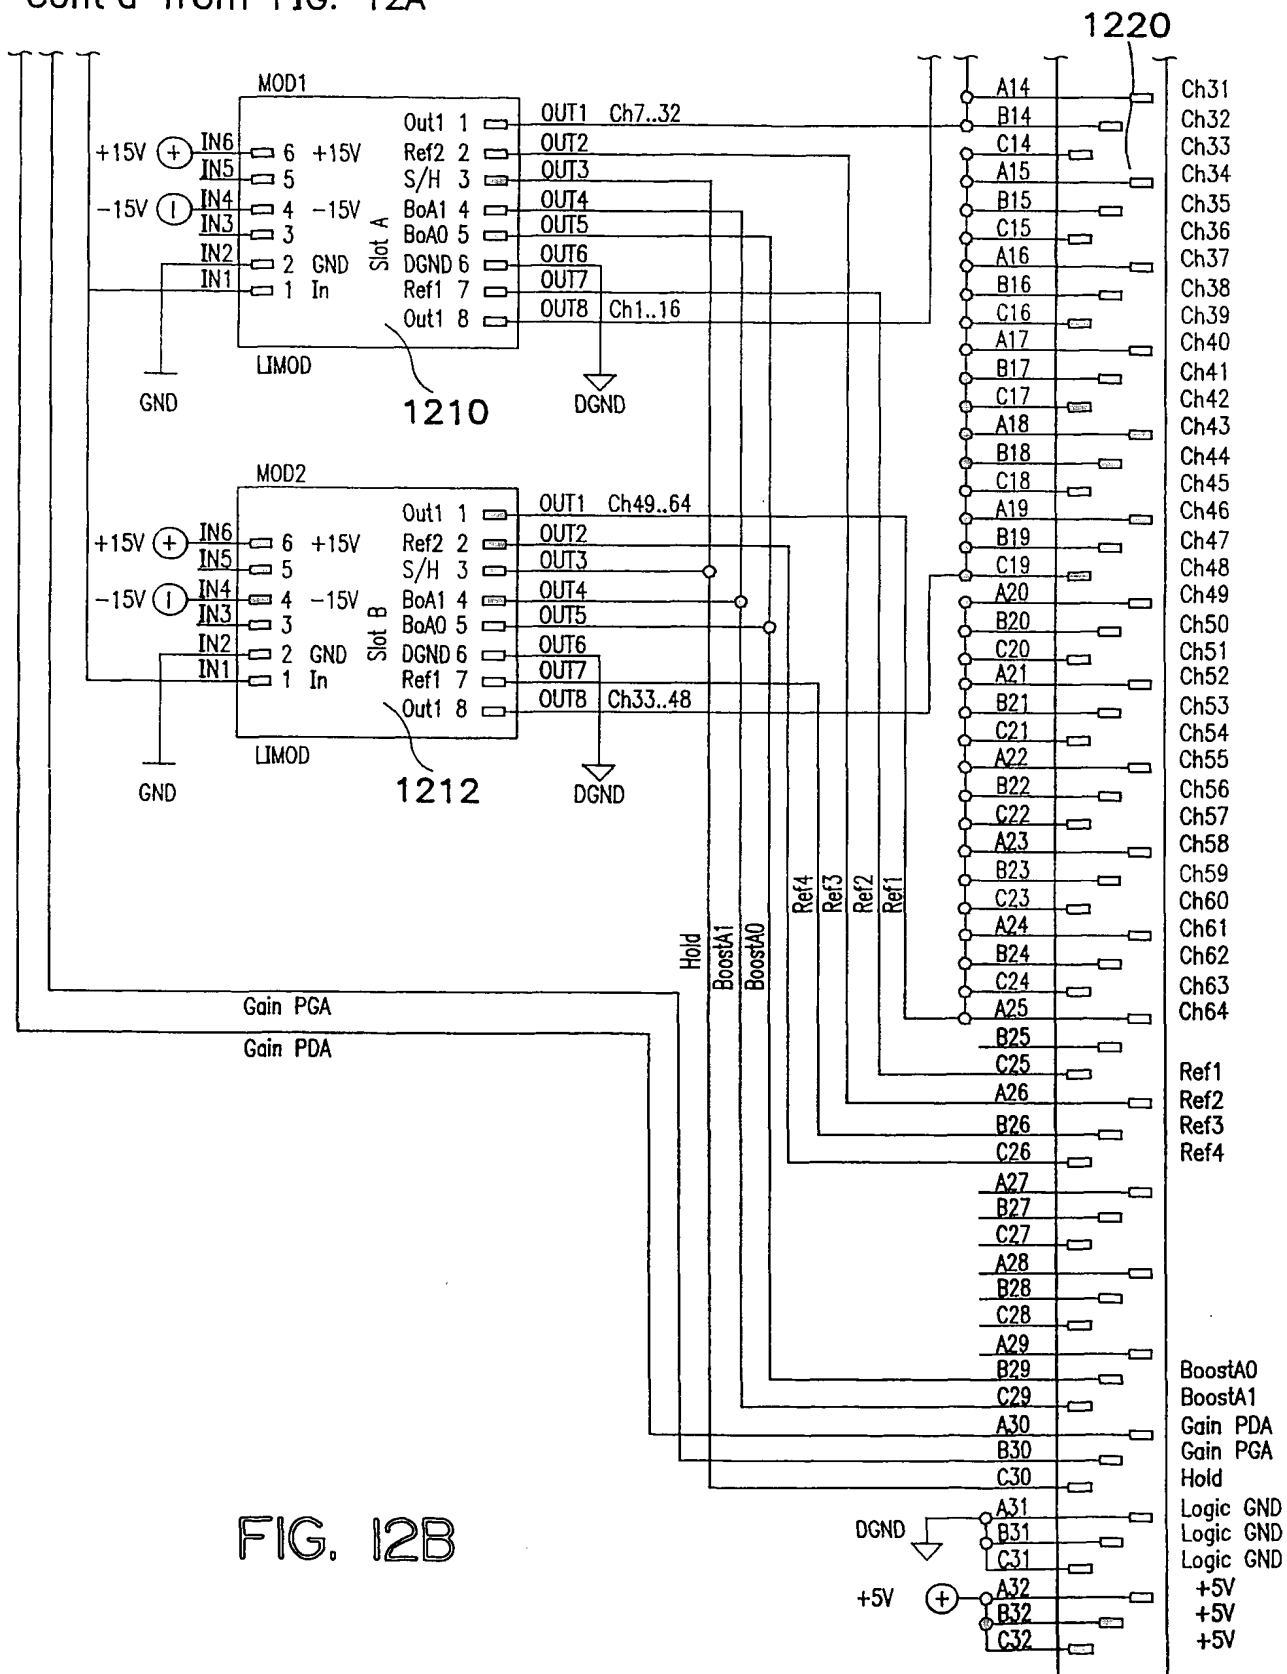 Cont'd from FIG. 12A
1220
MOD1
Out1 1 OUT1 Ch7..32
+15V + IN6 6 +15V Ref2 2 OUT2
IN5 5 S/H 3 OUT3
-15V IN4 4 -15V BoA1 4 OUT4
IN3 3 BoA0 5 OUT5
IN2 2 GND DGND 6 OUT6
IN1 1 In Ref1 7 OUT7
Out1 8 OUT8 Ch1..16
Slot A
LIMOD
GND
1210
DGND
MOD2
Out1 1 OUT1 Ch49..64
+15V + IN6 6 +15V Ref2 2 OUT2
IN5 5 S/H 3 OUT3
-15V IN4 4 -15V BoA1 4 OUT4
IN3 3 BoA0 5 OUT5
IN2 2 GND DGND 6 OUT6
IN1 1 In Ref1 7 OUT7
Out1 8 OUT8 Ch33..48
Slot B
LIMOD
GND
1212
DGND
Hold
BoostA1
BoostA0
Ref4
Ref3
Ref2
Ref1
Gain PGA
Gain PDA
A14 Ch31
B14 Ch32
C14 Ch33
A15 Ch34
B15 Ch35
C15 Ch36
A16 Ch37
B16 Ch38
C16 Ch39
A17 Ch40
B17 Ch41
C17 Ch42
A18 Ch43
B18 Ch44
C18 Ch45
A19 Ch46
B19 Ch47
C19 Ch48
A20 Ch49
B20 Ch50
C20 Ch51
A21 Ch52
B21 Ch53
C21 Ch54
A22 Ch55
B22 Ch56
C22 Ch57
A23 Ch58
B23 Ch59
C23 Ch60
A24 Ch61
B24 Ch62
C24 Ch63
A25 Ch64
B25
C25 Ref1
A26 Ref2
B26 Ref3
C26 Ref4
A27
B27
C27
A28
B28
C28
A29
B29 BoostA0
C29 BoostA1
A30 Gain PDA
B30 Gain PGA
C30 Hold
A31 Logic GND
DGND B31 Logic GND
C31 Logic GND
+5V + A32 +5V
B32 +5V
C32 +5V
FIG. 12B